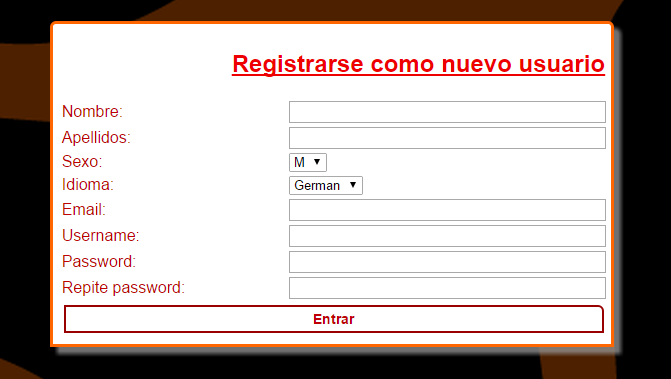 Registrarse como nuevo usuario
Nombre:
Apellidos:
Sexo: M
Idioma: German
Email:
Username:
Password:
Repite password:
Entrar